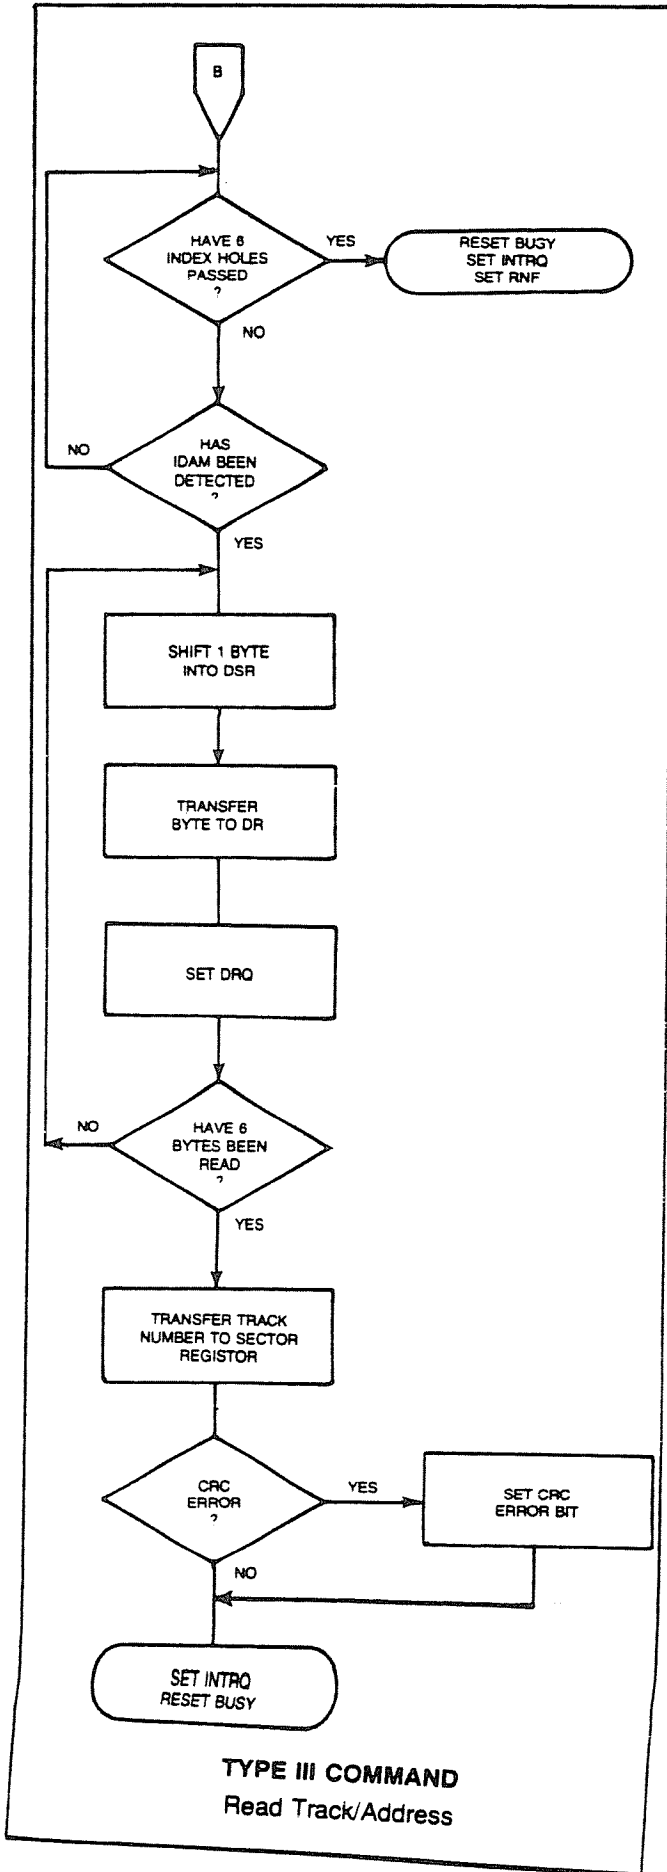 B
HAVE 6
INDEX HOLES
PASSED
?
YES
RESET BUSY
SET INTRQ
SET RNF
NO
HAS
IDAM BEEN
DETECTED
?
NO
YES
SHIFT 1 BYTE
INTO DSR
TRANSFER
BYTE TO DR
SET DRQ
HAVE 6
BYTES BEEN
READ
?
NO
YES
TRANSFER TRACK
NUMBER TO SECTOR
REGISTOR
CRC
ERROR
?
YES
SET CRC
ERROR BIT
NO
SET INTRQ
RESET BUSY
TYPE III COMMAND
Read Track/Address